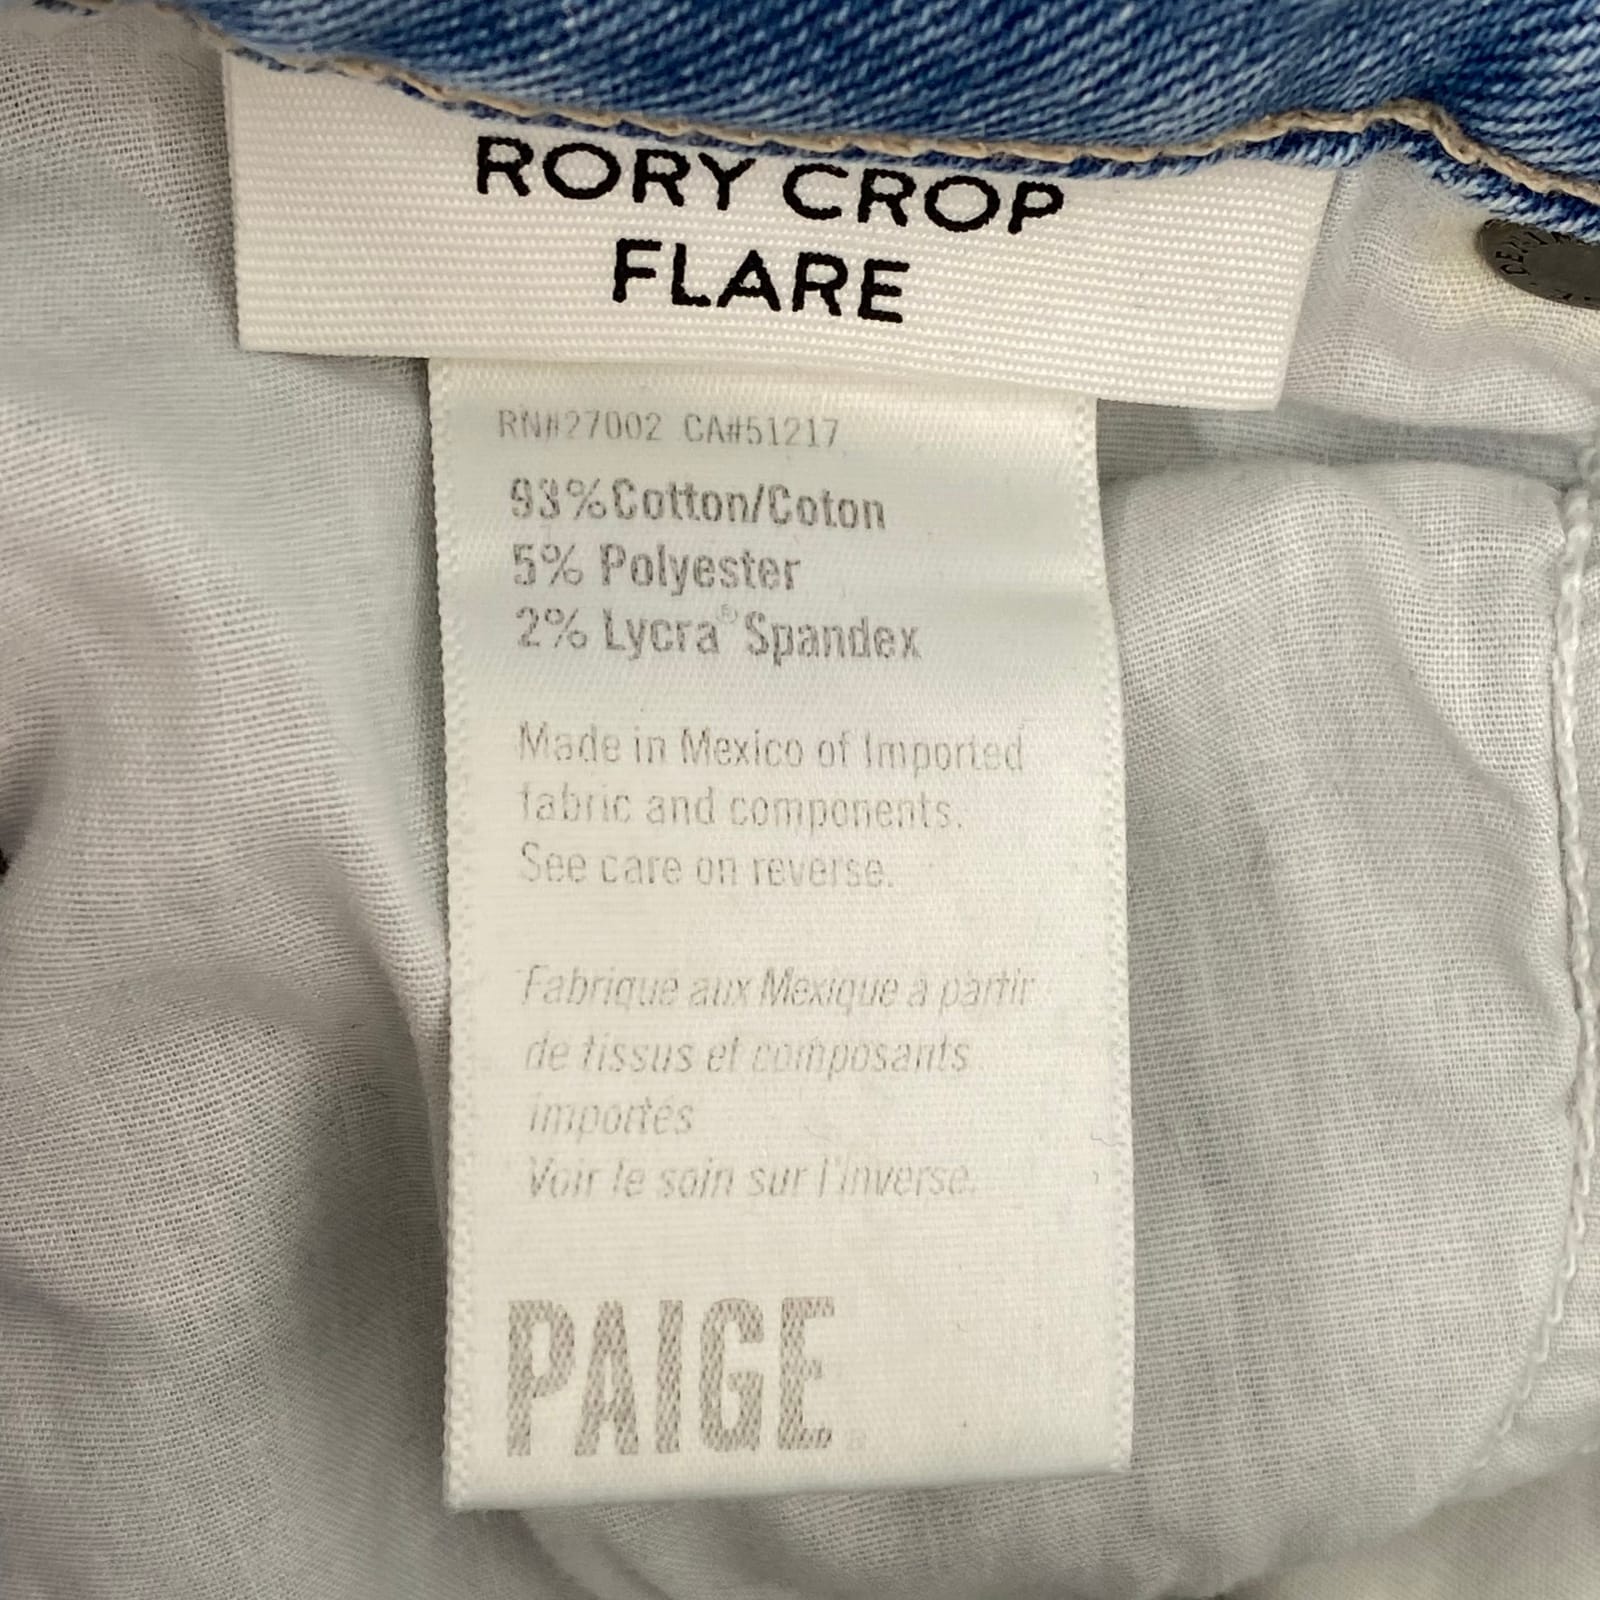 RORY CROP
FLARE
RN#27002 CA#51217
93%Cotton/Coton
5% Polyester
2% Lycra® Spandex
Made in Mexico of Imported
fabric and components.
See care on reverse.
Fabrique aux Mexique a partir
de tissus et composants
importés
Voir le soin sur l'inverse.
PAIGE